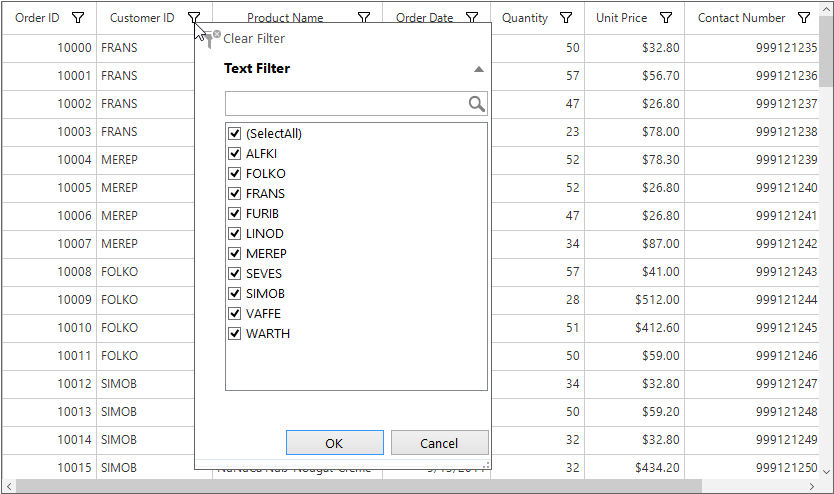 Order ID Customer ID Product Name Order Date Quantity Unit Price Contact Number
10000 FRANS 50 $32.80 999121235
10001 FRANS 57 $56.70 999121236
10002 FRANS 47 $26.80 999121237
10003 FRANS 23 $78.00 999121238
10004 MEREP 52 $78.30 999121239
10005 MEREP 52 $26.80 999121240
10006 MEREP 47 $26.80 999121241
10007 MEREP 34 $87.00 999121242
10008 FOLKO 57 $41.00 999121243
10009 FOLKO 28 $512.00 999121244
10010 FOLKO 51 $412.60 999121245
10011 FOLKO 50 $59.00 999121246
10012 SIMOB 34 $32.80 999121247
10013 SIMOB 50 $59.20 999121248
10014 SIMOB 32 $32.80 999121249
10015 SIMOB 32 $434.20 999121250
Clear Filter
Text Filter
(SelectAll)
ALFKI
FOLKO
FRANS
FURIB
LINOD
MEREP
SEVES
SIMOB
VAFFE
WARTH
OK Cancel